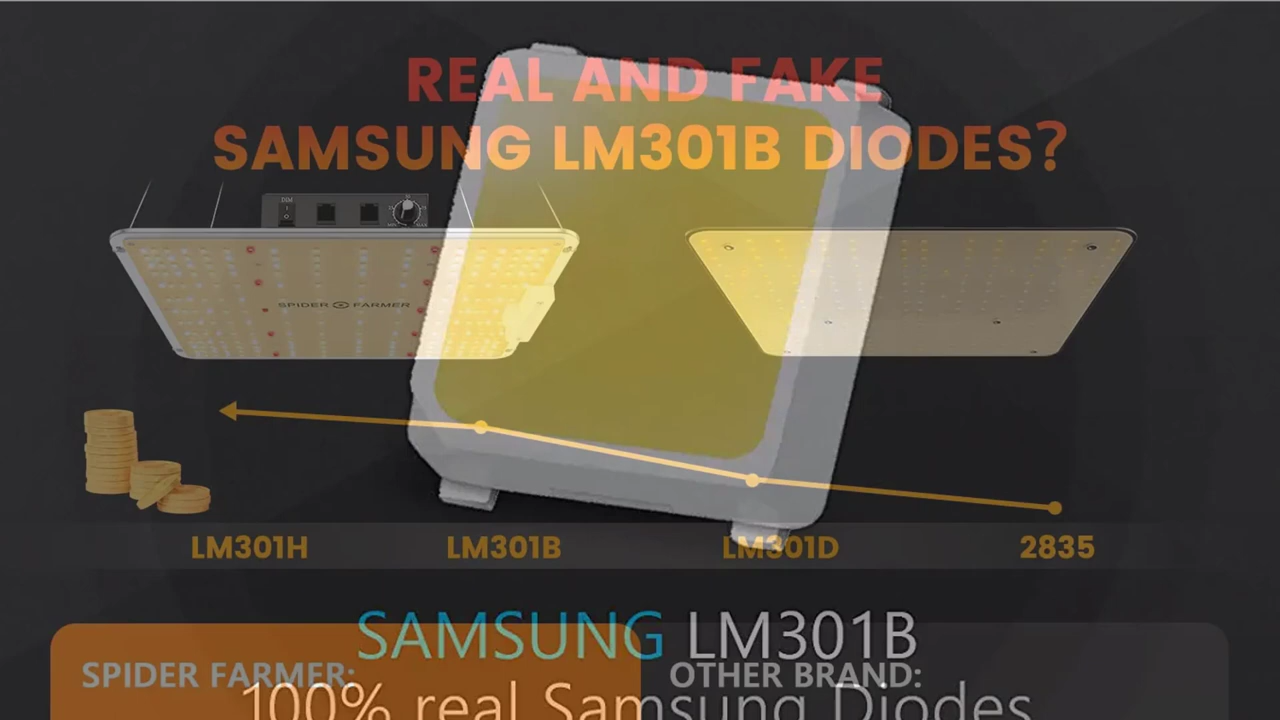 REAL AND FAKE
SAMSUNG LM301B DIODES?
DIM
SPIDER FARMER
LM301H LM301B LM301D 2835
SAMSUNG LM301B
SPIDER FARMER: OTHER BRAND:
100% real Samsung Diodes